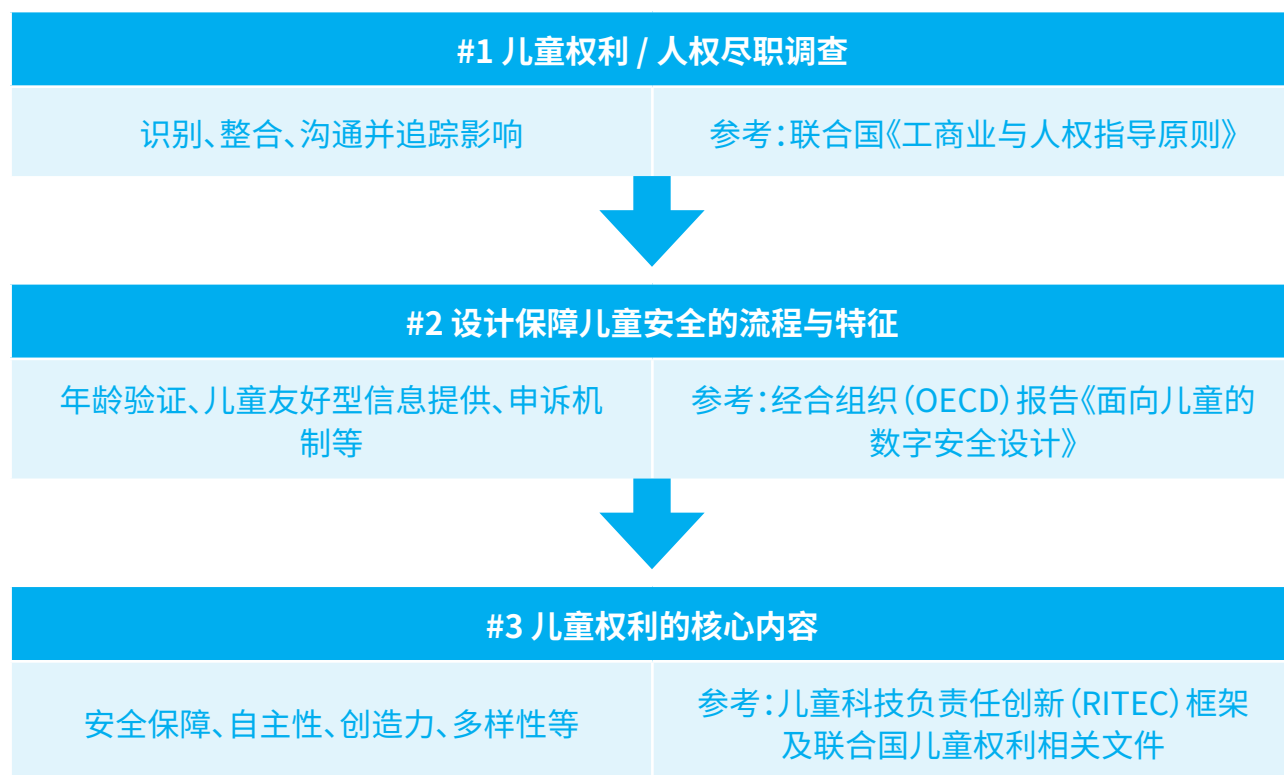 #1 儿童权利 / 人权尽职调查
识别、整合、沟通并追踪影响
参考：联合国《工商业与人权指导原则》
#2 设计保障儿童安全的流程与特征
年龄验证、儿童友好型信息提供、申诉机
制等
参考：经合组织（OECD）报告《面向儿童的
数字安全设计》
#3 儿童权利的核心内容
安全保障、自主性、创造力、多样性等
参考：儿童科技负责任创新（RITEC）框架
及联合国儿童权利相关文件